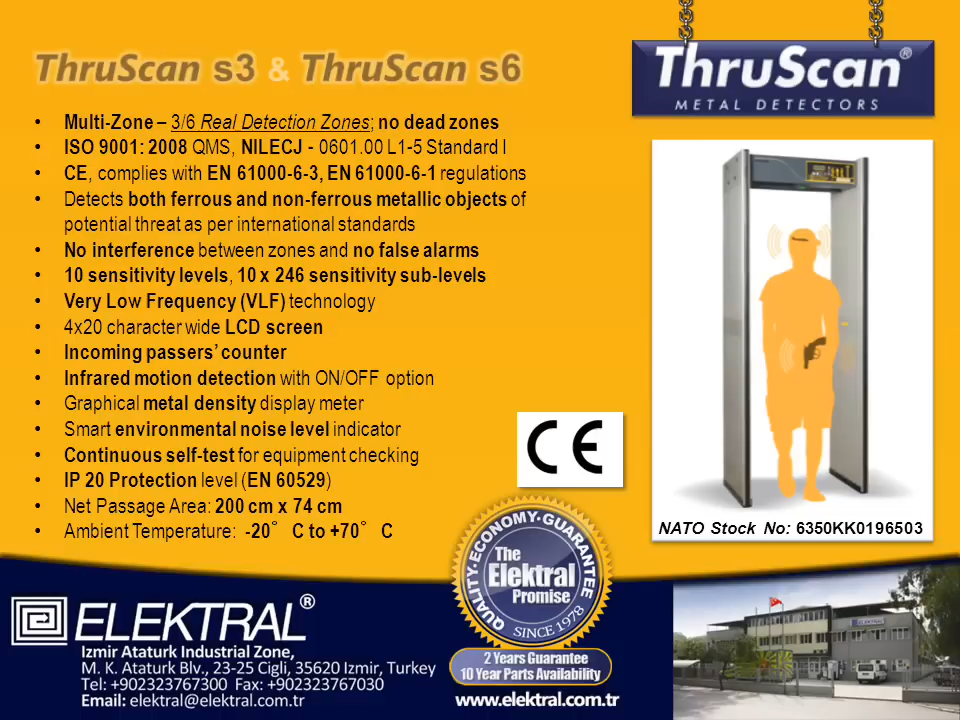 ThruScan s3 & ThruScan s6
ThruScan®
METAL DETECTORS
• Multi-Zone – 3/6 Real Detection Zones; no dead zones
• ISO 9001: 2008 QMS, NILECJ - 0601.00 L1-5 Standard I
• CE, complies with EN 61000-6-3, EN 61000-6-1 regulations
• Detects both ferrous and non-ferrous metallic objects of
potential threat as per international standards
• No interference between zones and no false alarms
• 10 sensitivity levels, 10 x 246 sensitivity sub-levels
• Very Low Frequency (VLF) technology
• 4x20 character wide LCD screen
• Incoming passers’ counter
• Infrared motion detection with ON/OFF option
• Graphical metal density display meter
• Smart environmental noise level indicator
• Continuous self-test for equipment checking
• IP 20 Protection level (EN 60529)
• Net Passage Area: 200 cm x 74 cm
• Ambient Temperature: -20° C to +70° C
CE
NATO Stock No: 6350KK0196503
QUALITY·ECONOMY·GUARANTEE
The
Elektral
Promise
SINCE 1978
2 Years Guarantee
10 Year Parts Availability
www.elektral.com.tr
ELEKTRAL®
Izmir Ataturk Industrial Zone,
M. K. Ataturk Blv., 23-25 Cigli, 35620 Izmir, Turkey
Tel: +902323767300 Fax: +902323767030
Email: elektral@elektral.com.tr
ELEKTRAL